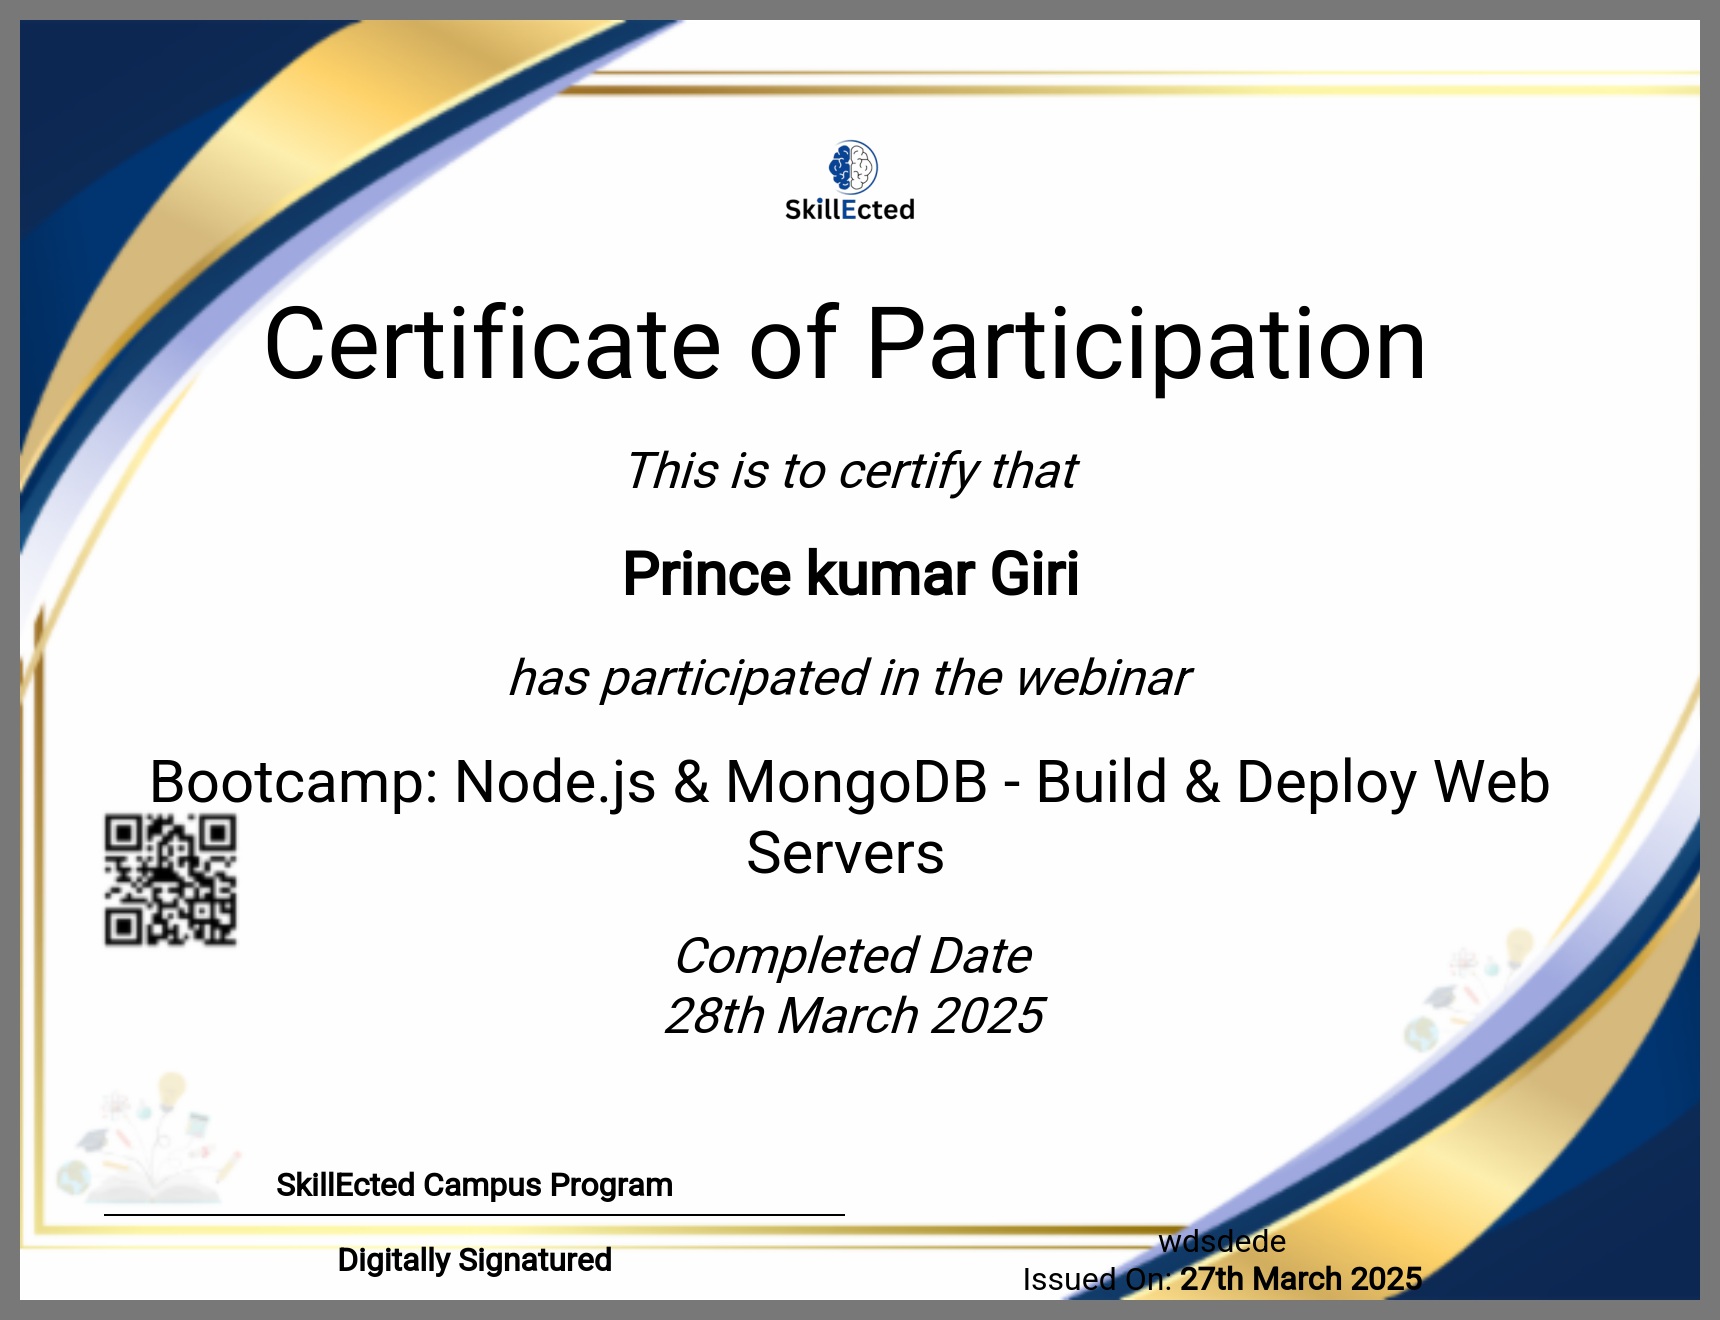 SkillEcted
Certificate of Participation
This is to certify that
Prince kumar Giri
has participated in the webinar
Bootcamp: Node.js & MongoDB - Build & Deploy Web
Servers
Completed Date
28th March 2025
SkillEcted Campus Program
Digitally Signatured
wdsdede
Issued On: 27th March 2025